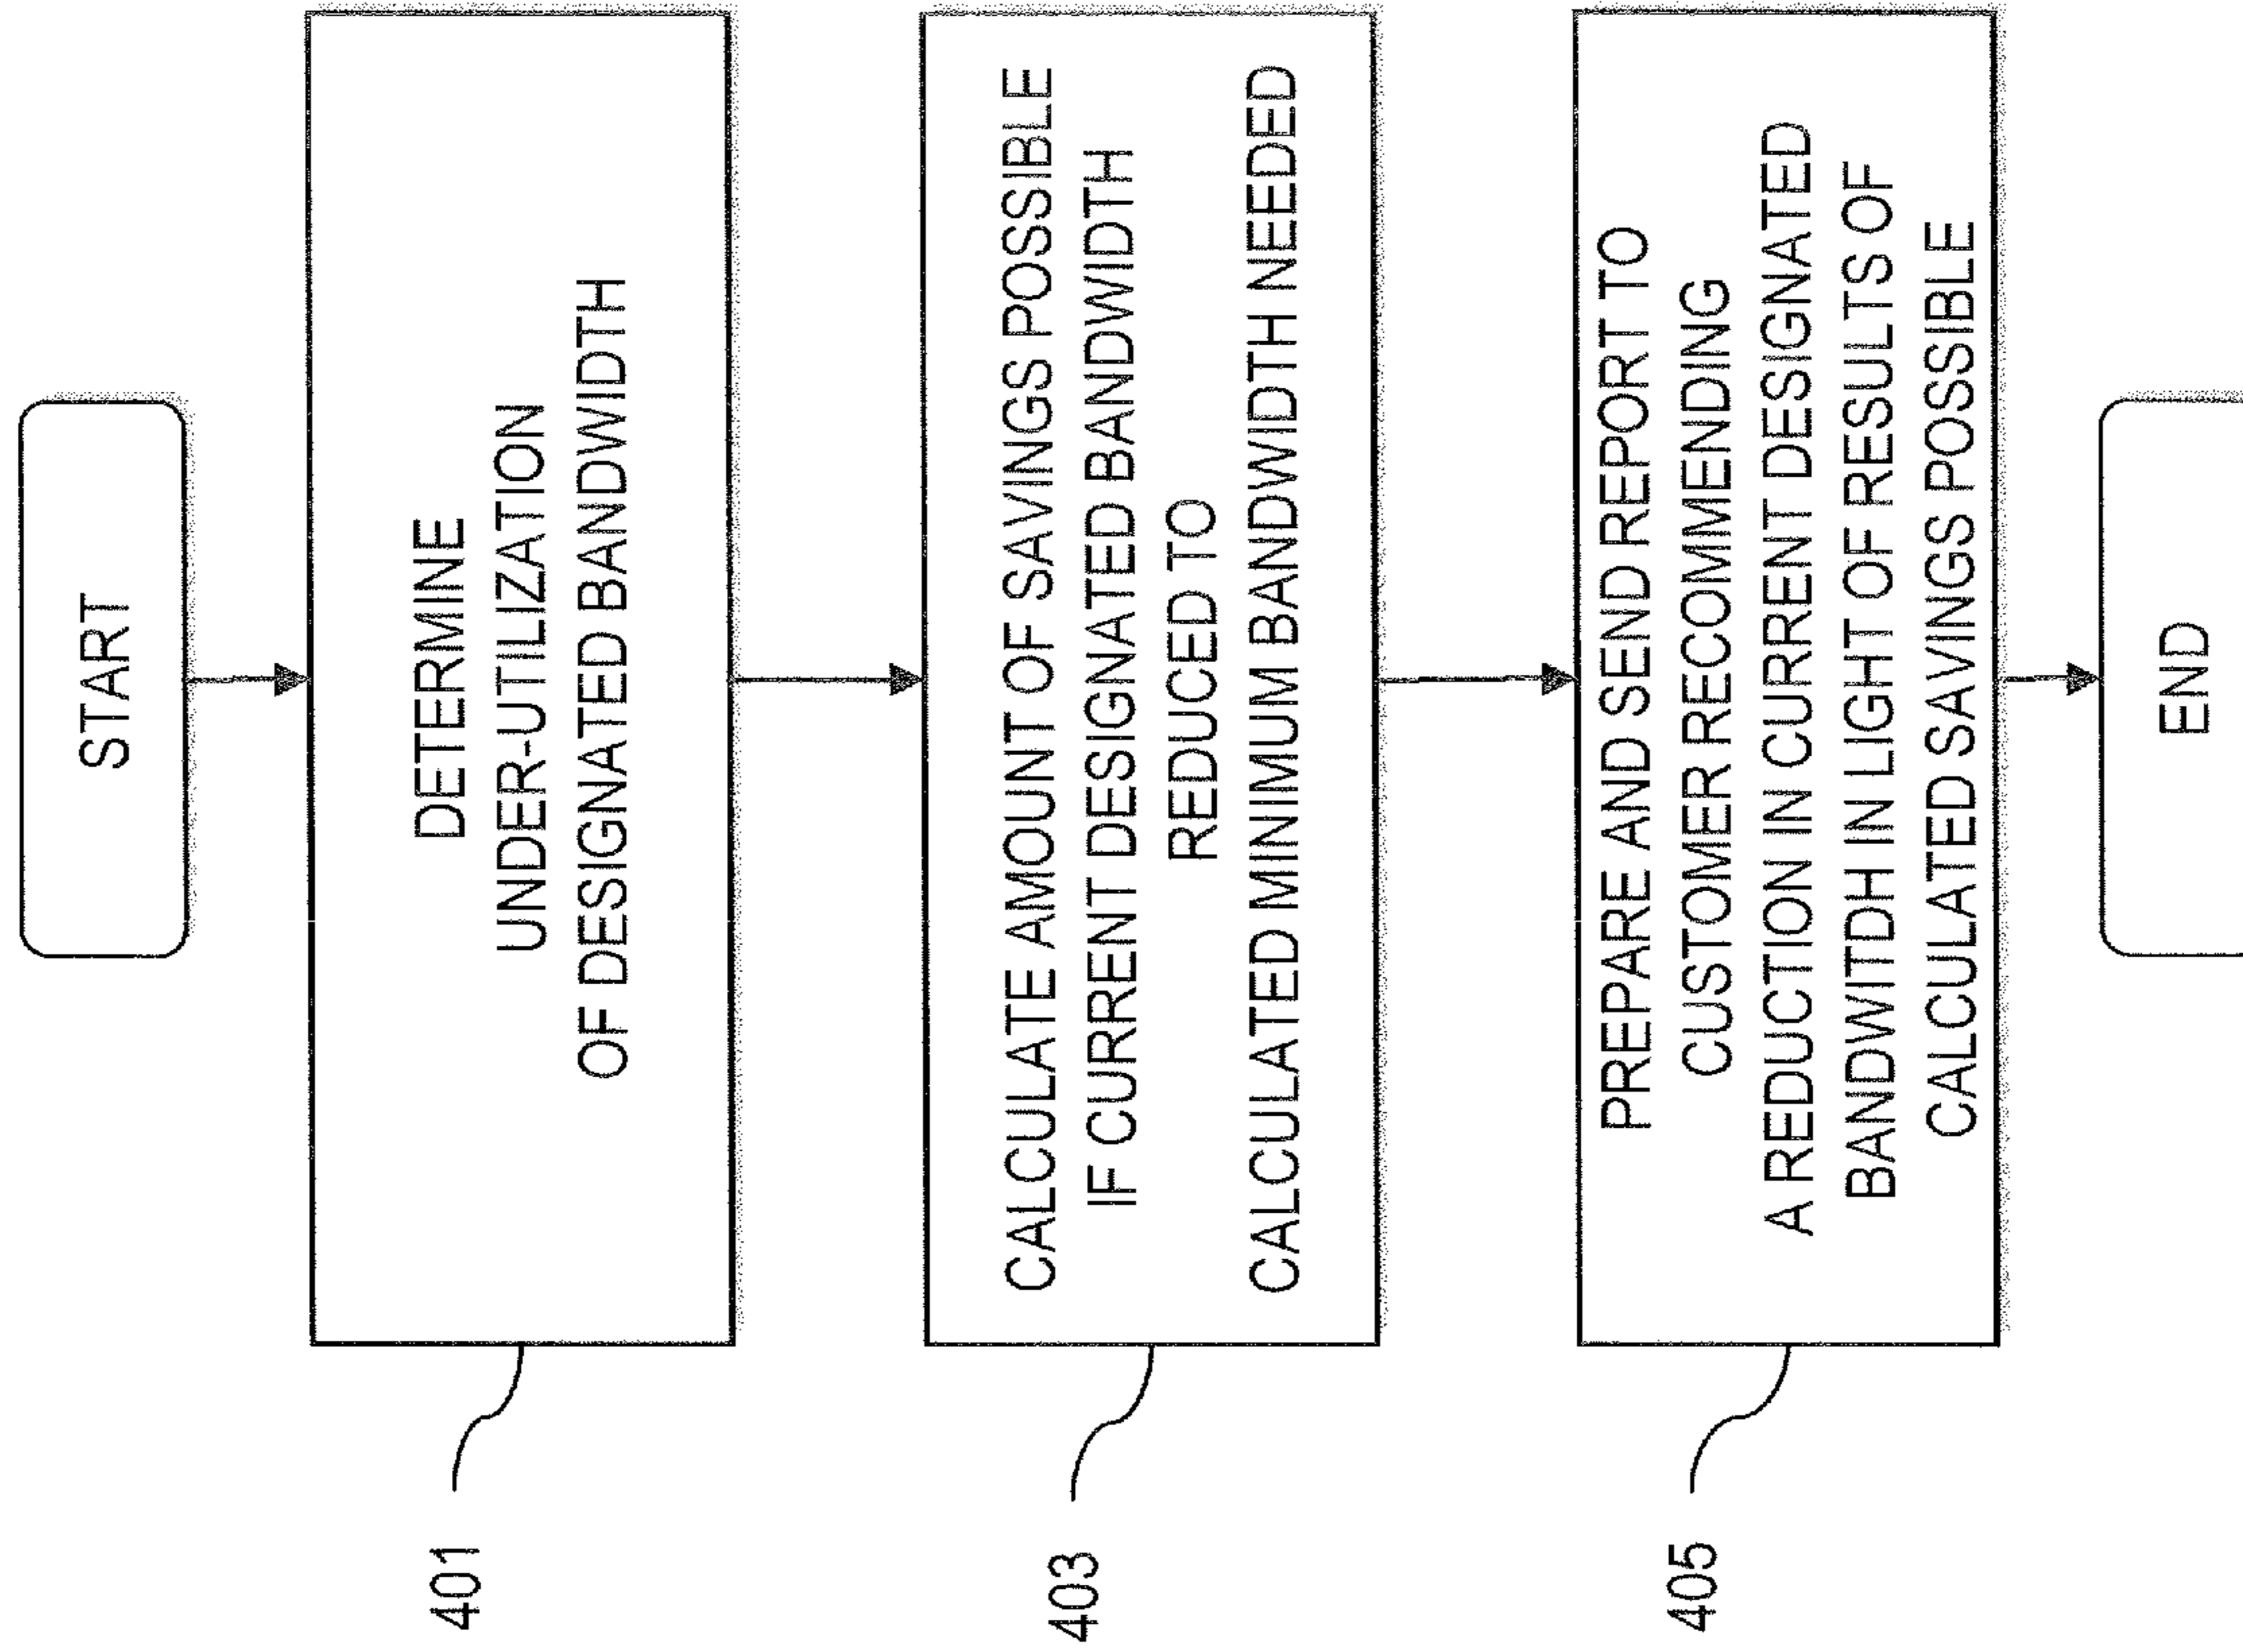 START
DETERMINE
UNDER-UTILIZATION
OF DESIGNATED BANDWIDTH
401
CALCULATE AMOUNT OF SAVINGS POSSIBLE
IF CURRENT DESIGNATED BANDWIDTH
REDUCED TO
CALCULATED MINIMUM BANDWIDTH NEEDED
403
PREPARE AND SEND REPORT TO
CUSTOMER RECOMMENDING
A REDUCTION IN CURRENT DESIGNATED
BANDWITDH IN LIGHT OF RESULTS OF
CALCULATED SAVINGS POSSIBLE
405
END